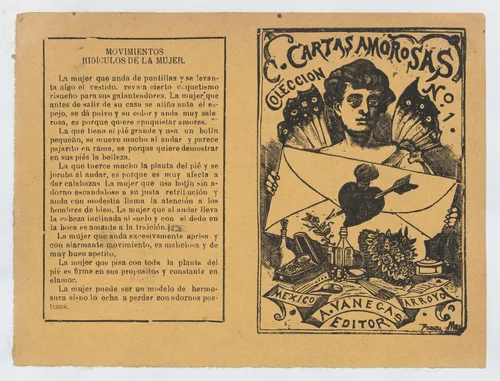 MOVIMIENTOS
RIDICULOS DE LA MUJER.
La mujer que anda de puntillas y se levan-
ta algo el vestido, revela cierto coquetismo
risueño para sus galanteadores. La mujer que
antes de salir de su casa se aliña ante el es-
pejo, se dá polvo y su color y anda muy sale
rosa, es porque quiere conquistar amores.
La que tiene el pié grande y usa un botin
pequeño, se mueve mucho al andar y parece
pajarito en rama, es porque quiere demostrar
en sus piés la belleza.
La que tuerce mucho la planta del pié y se
joroba al andar, es porque es muy afecta a
dar calabazas La mujer que usa botin sin a-
dorno escandaloso a su justa retribución y
anda con modestia llama la atención a los
hombres de bien. La mujer que al andar lleva
la cabeza inclinada al suelo y con el dedo en
la boca es amante a la traición.
La mujer que anda excesivamente aprisa y
con alarmante movimiento, es maliciosa y de
muy buen apetito,
La mujer que pisa con toda la planta del
pié es firme en sus propositos y constante en
el amor.
La mujer puede ser un modelo de hermo-
sura si no lo echa a perder con adornos pos-
tizos.
C. CARTAS AMOROSAS
COLECCION No. 1.
MEXICO
A. VANEGAS ARROYO
EDITOR